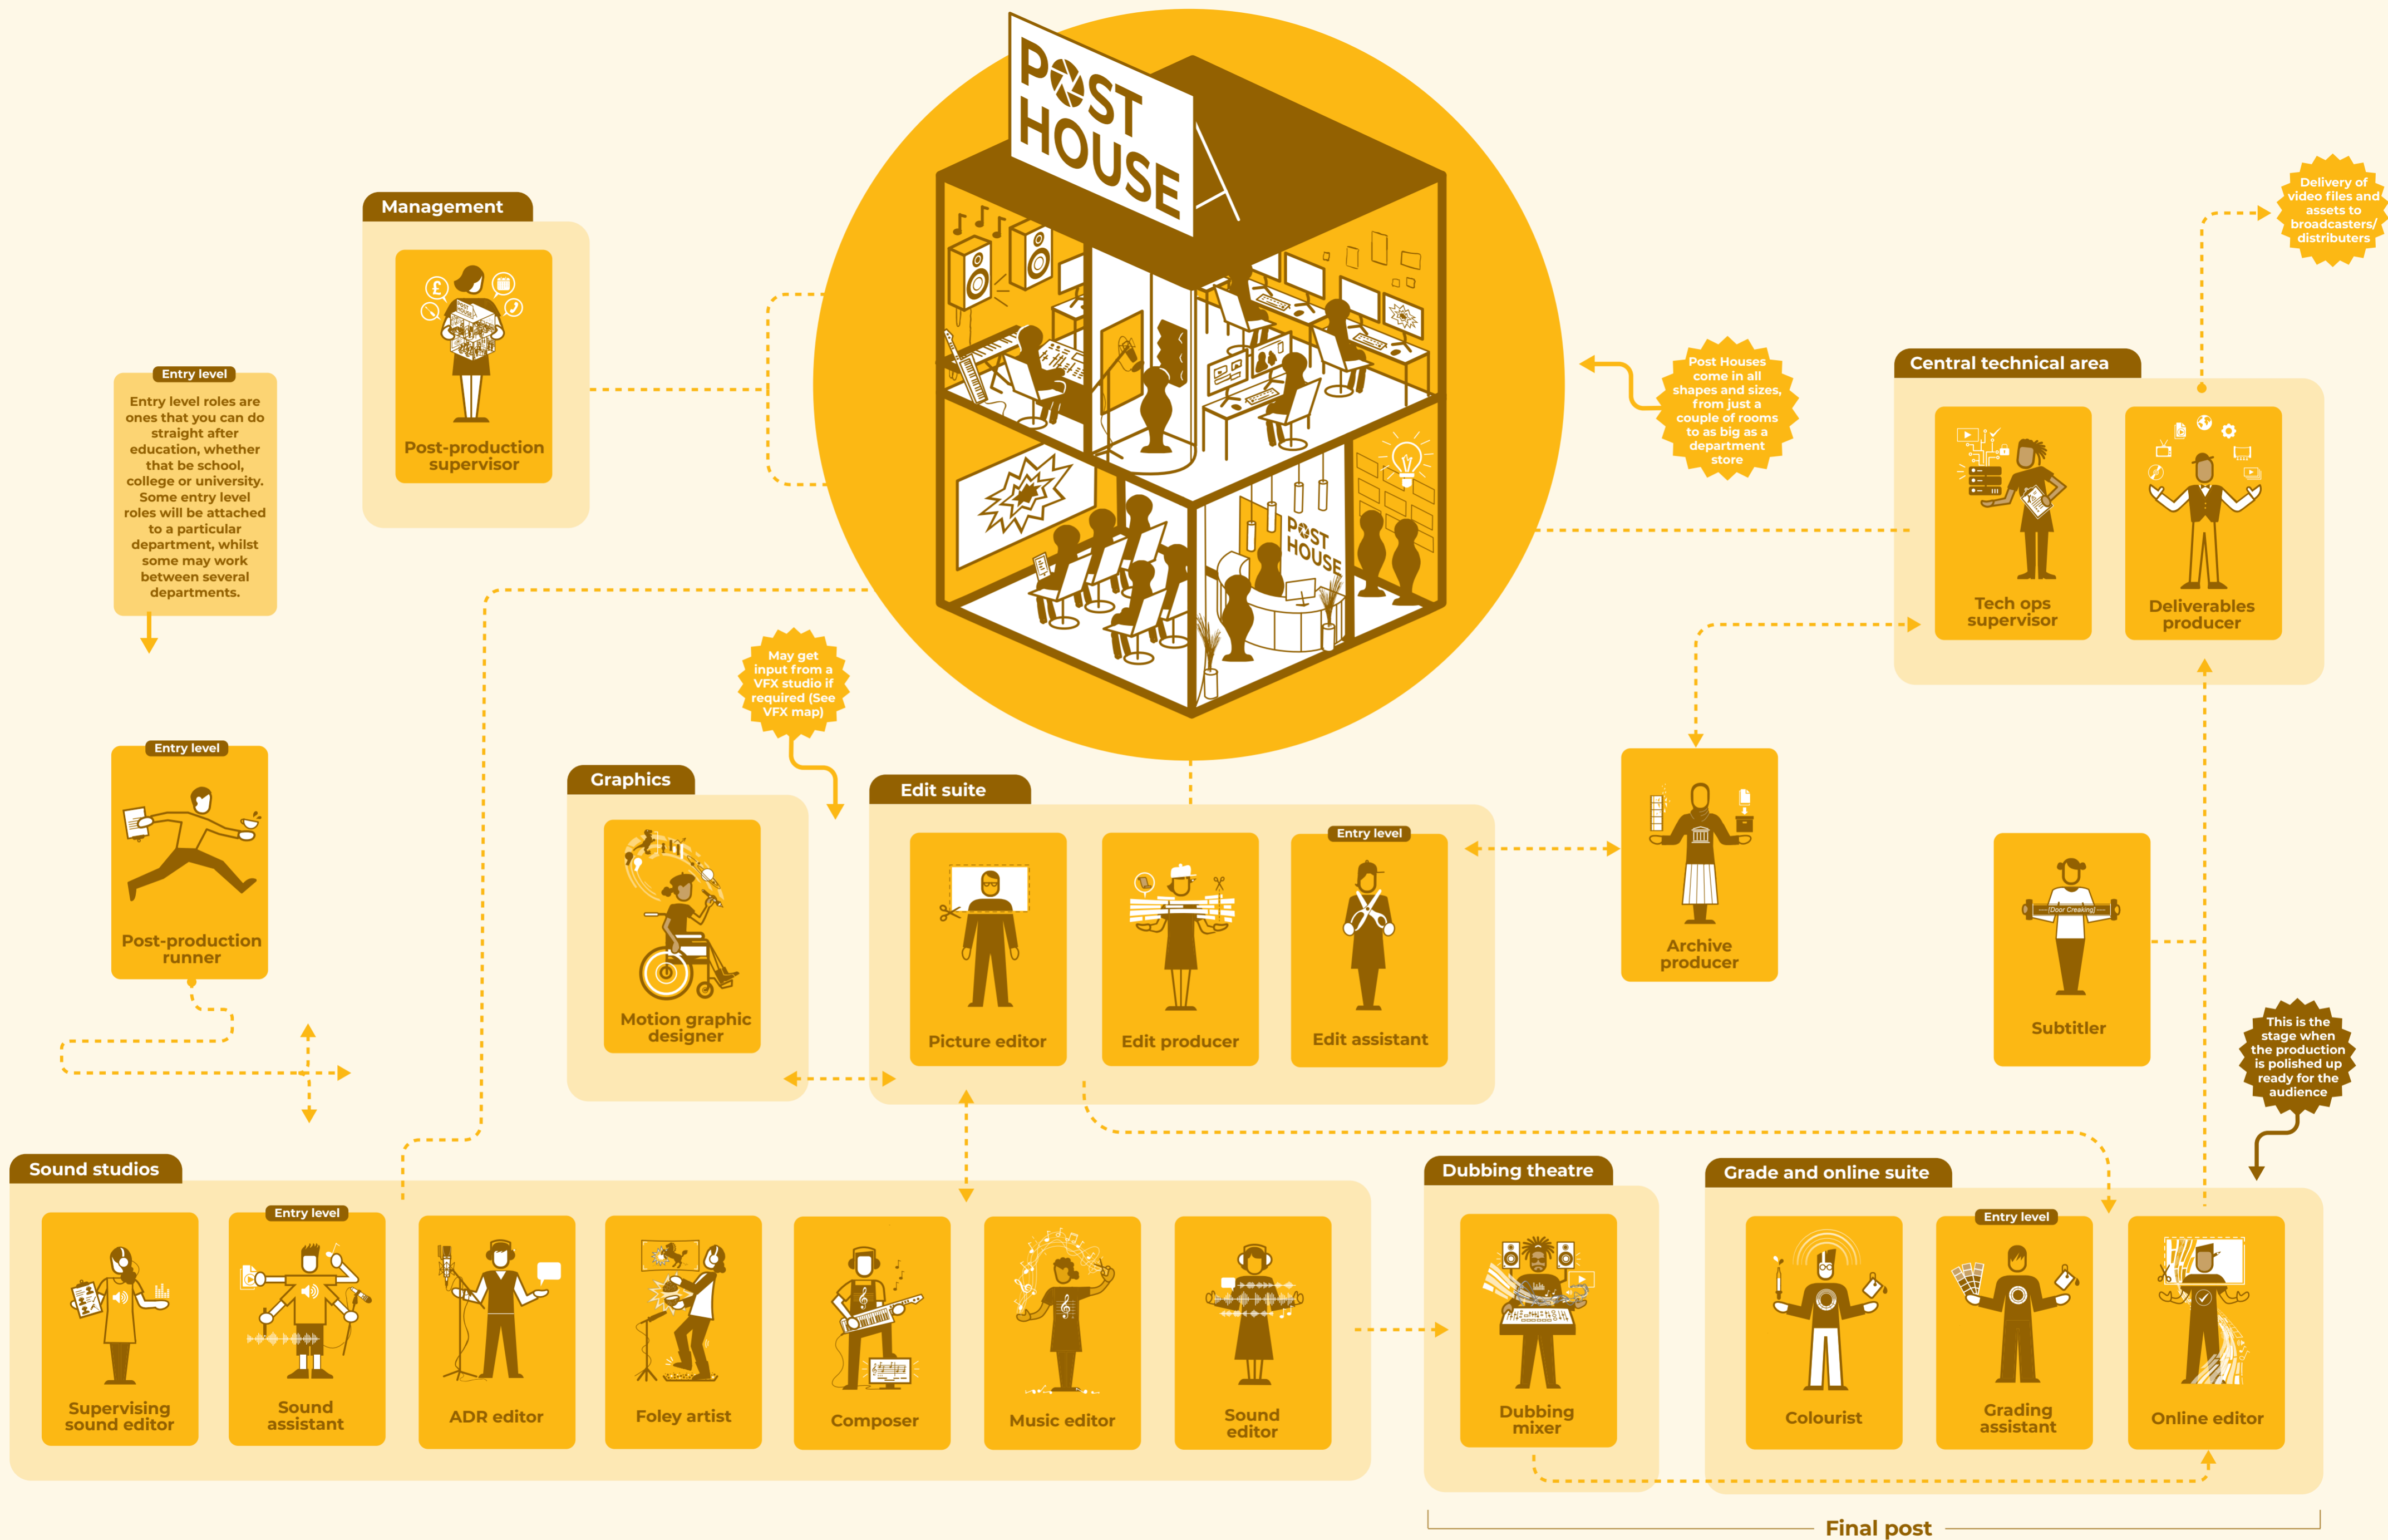 POST
HOUSE
Management
£
POST
HOUSE
Post-production
supervisor
Entry level
Entry level roles are
ones that you can do
straight after
education, whether
that be school,
college or university.
Some entry level
roles will be attached
to a particular
department, whilst
some may work
between several
departments.
POST
HOUSE
Post Houses
come in all
shapes and sizes,
from just a
couple of rooms
to as big as a
department
store
Delivery of
video files and
assets to
broadcasters/
distributers
Central technical area
Tech ops
supervisor
Deliverables
producer
May get
input from a
VFX studio if
required (See
VFX map)
Entry level
Post-production
runner
Graphics
Motion graphic
designer
Edit suite
Picture editor
Edit producer
Entry level
Edit assistant
Archive
producer
[Door Creaking]
Subtitler
This is the
stage when
the production
is polished up
ready for the
audience
Sound studios
Supervising
sound editor
Entry level
Sound
assistant
ADR editor
Foley artist
Composer
Music editor
Sound
editor
Dubbing theatre
Dubbing
mixer
Grade and online suite
Colourist
Entry level
Grading
assistant
Online editor
Final post